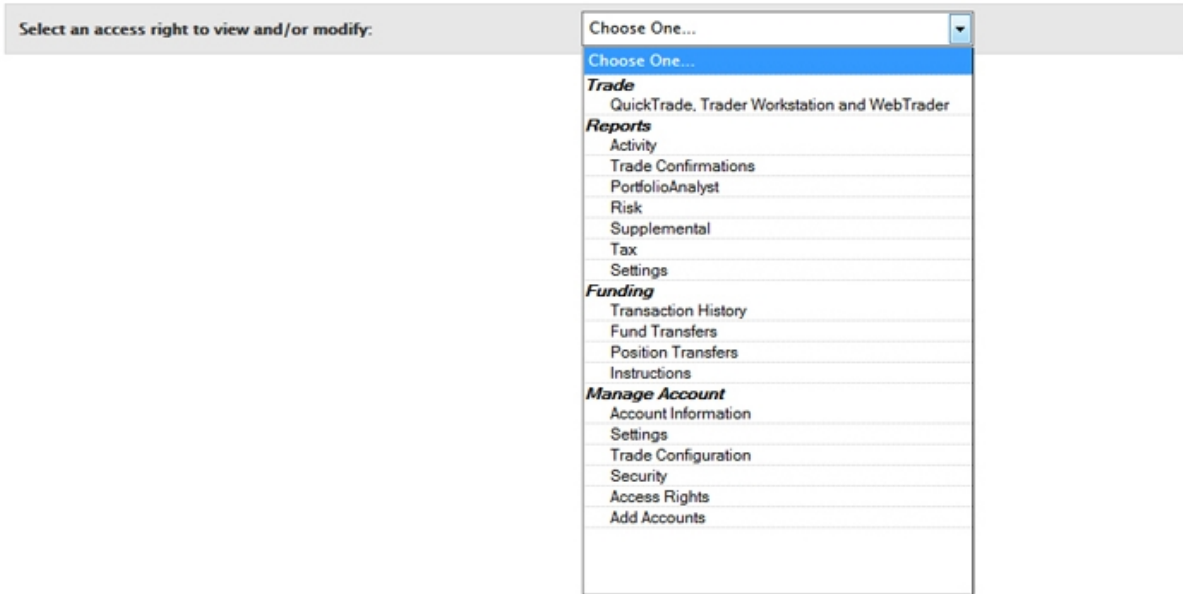 Select an access right to view and/or modify:
Choose One...
Choose One...
Trade
QuickTrade, Trader Workstation and WebTrader
Reports
Activity
Trade Confirmations
PortfolioAnalyst
Risk
Supplemental
Tax
Settings
Funding
Transaction History
Fund Transfers
Position Transfers
Instructions
Manage Account
Account Information
Settings
Trade Configuration
Security
Access Rights
Add Accounts